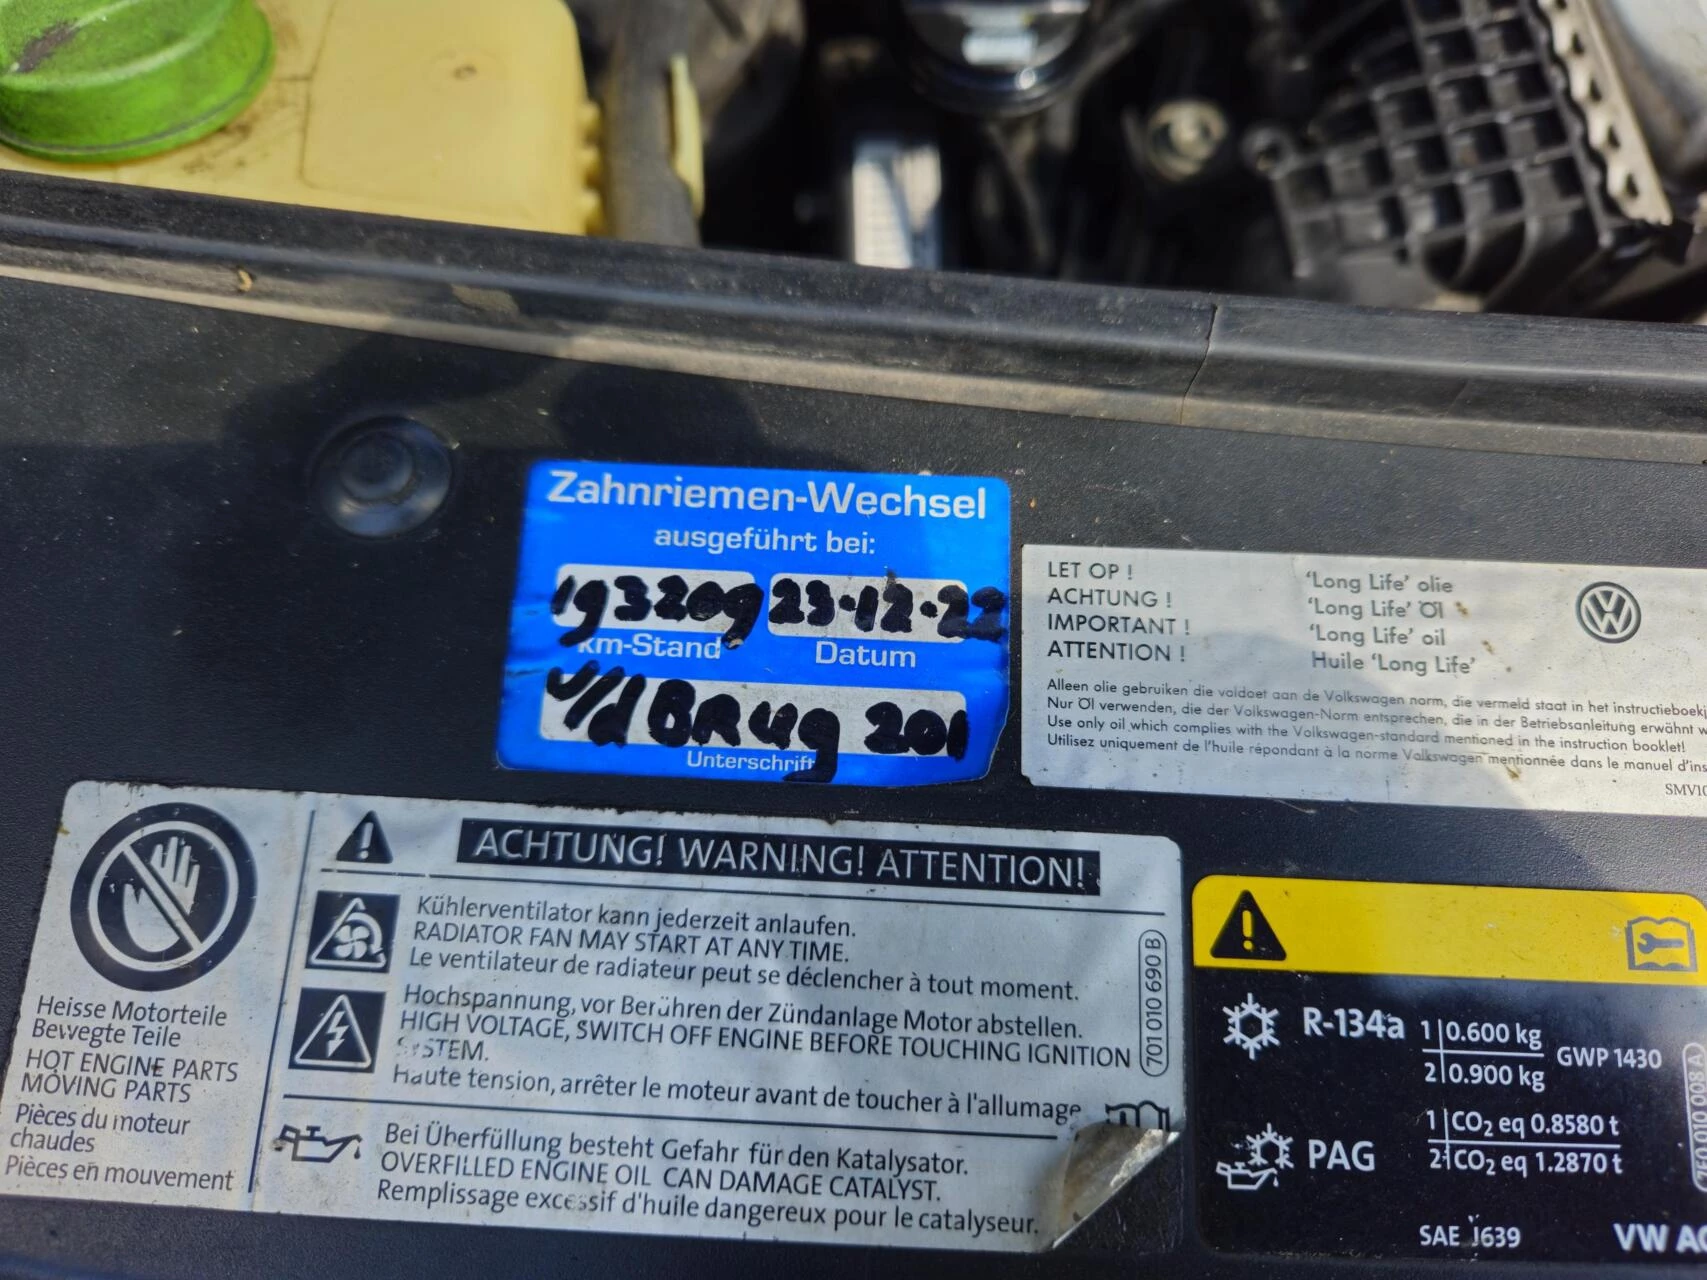 Zahnriemen-Wechsel
ausgeführt bei:
193209 23-12-22
km-Stand Datum
v/d BRUg 201
Unterschrift
LET OP ! 'Long Life' olie
ACHTUNG ! 'Long Life' Öl
IMPORTANT ! 'Long Life' oil
ATTENTION ! Huile 'Long Life'
Alleen olie gebruiken die voldoet aan de Volkswagen norm, die vermeld staat in het instructieboekj
Nur Öl verwenden, die der Volkswagen-Norm entsprechen, die in der Betriebsanleitung erwähnt w
Use only oil which complies with the Volkswagen-standard mentioned in the instruction booklet!
Utilisez uniquement de l'huile répondant à la norme Volkswagen mentionnée dans le manuel d'ins
SMV10
ACHTUNG! WARNING! ATTENTION!
Kühlerventilator kann jederzeit anlaufen.
RADIATOR FAN MAY START AT ANY TIME.
Le ventilateur de radiateur peut se déclencher à tout moment.
Hochspannung, vor Berühren der Zündanlage Motor abstellen.
HIGH VOLTAGE, SWITCH OFF ENGINE BEFORE TOUCHING IGNITION
SYSTEM.
Haute tension, arrêter le moteur avant de toucher à l'allumage
Bei Überfüllung besteht Gefahr für den Katalysator.
OVERFILLED ENGINE OIL CAN DAMAGE CATALYST.
Remplissage excessif d'huile dangereux pour le catalyseur.
701 010 690 B
Heisse Motorteile
Bewegte Teile
HOT ENGINE PARTS
MOVING PARTS
Pièces du moteur
chaudes
Pièces en mouvement
R-134a 1 0.600 kg GWP 1430
2 0.900 kg
PAG 1 CO₂ eq 0.8580 t
2 CO₂ eq 1.2870 t
SAE J639 VW AG